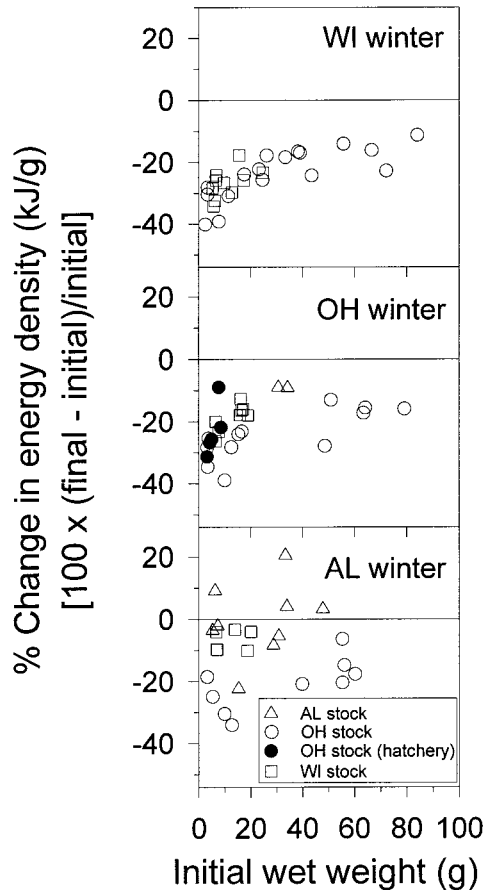 % Change in energy density (kJ/g)
[100 x (final - initial)/initial]
WI winter
20
0
-20
-40
OH winter
20
0
-20
-40
AL winter
20
0
-20
-40
AL stock
OH stock
OH stock (hatchery)
WI stock
0 20 40 60 80 100
Initial wet weight (g)